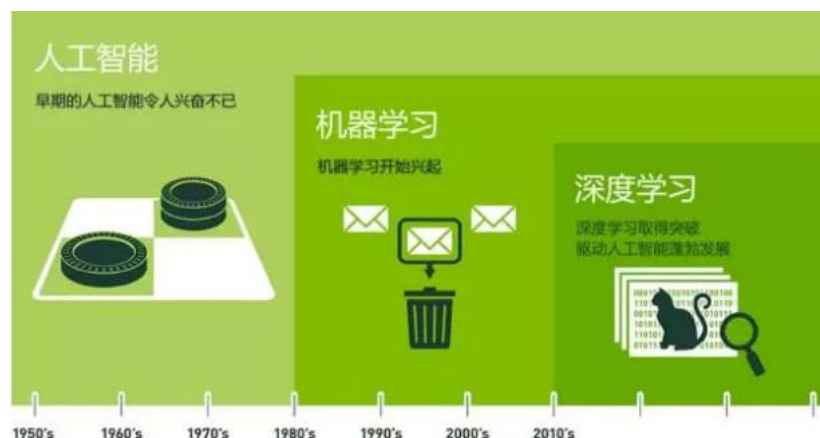 人工智能
早期的人工智能令人兴奋不已
机器学习
机器学习开始兴起
深度学习
深度学习取得突破
驱动人工智能蓬勃发展
1950's 1960's 1970's 1980's 1990's 2000's 2010's